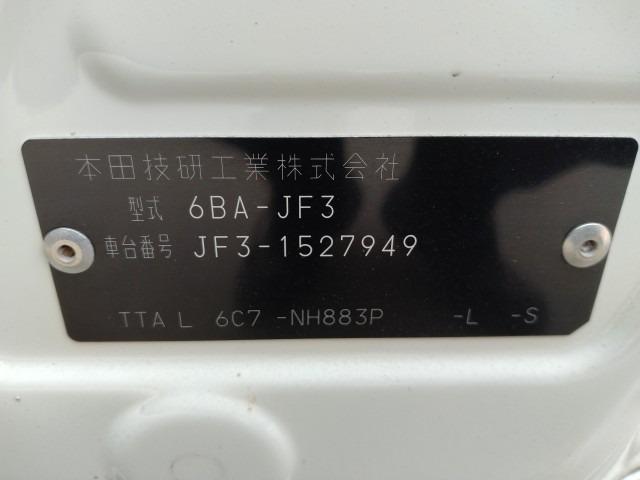 本田技研工業株式会社
型式 6BA-JF3
車台番号 JF3-1527949
TTA L 6C7 -NH883P -L -S